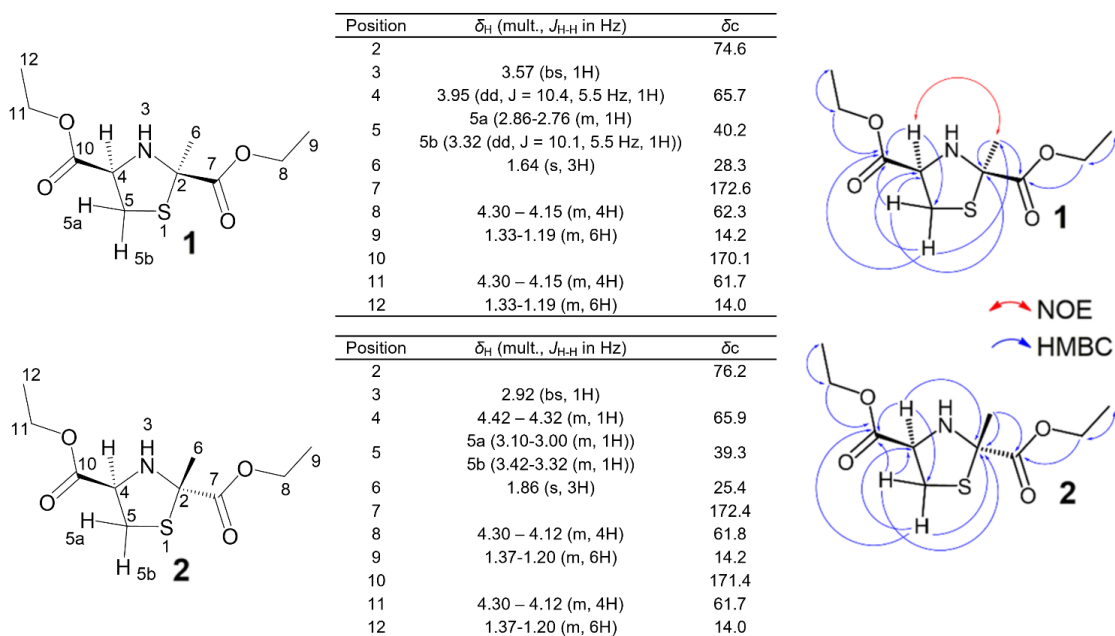 12
11
O
10
O
H
4
H
5a
5
H
5b
3
NH
S
1
2
6
7
O
O
8
9
1
Position δH (mult., JH-H in Hz) δc
2 74.6
3 3.57 (bs, 1H)
4 3.95 (dd, J = 10.4, 5.5 Hz, 1H) 65.7
5 5a (2.86-2.76 (m, 1H) 40.2
5b (3.32 (dd, J = 10.1, 5.5 Hz, 1H))
6 1.64 (s, 3H) 28.3
7 172.6
8 4.30 – 4.15 (m, 4H) 62.3
9 1.33-1.19 (m, 6H) 14.2
10 170.1
11 4.30 – 4.15 (m, 4H) 61.7
12 1.33-1.19 (m, 6H) 14.0
O
O
H
NH
H
H
S
O
O
1
NOE
HMBC
12
11
O
10
O
H
4
H
5a
5
H
5b
3
NH
S
1
2
6
7
O
O
8
9
2
Position δH (mult., JH-H in Hz) δc
2 76.2
3 2.92 (bs, 1H)
4 4.42 – 4.32 (m, 1H) 65.9
5 5a (3.10-3.00 (m, 1H)) 39.3
5b (3.42-3.32 (m, 1H))
6 1.86 (s, 3H) 25.4
7 172.4
8 4.30 – 4.12 (m, 4H) 61.8
9 1.37-1.20 (m, 6H) 14.2
10 171.4
11 4.30 – 4.12 (m, 4H) 61.7
12 1.37-1.20 (m, 6H) 14.0
O
O
H
NH
H
H
S
O
O
2